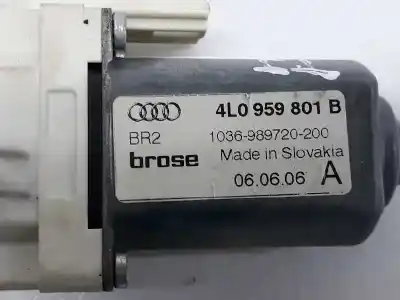 4L0 959 801 B
BR2 1036-989720-200
brose Made in Slovakia
06.06.06 A